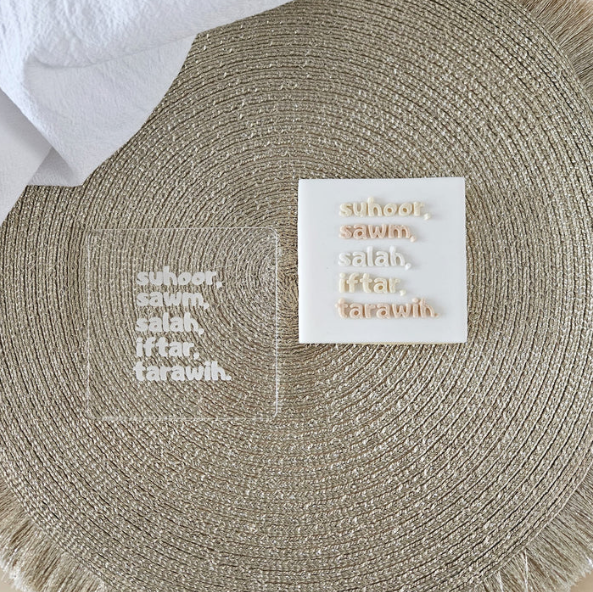 suhoor,
sawm,
salah,
iftar,
tarawih.
suhoor,
sawm,
salah,
iftar,
tarawih.